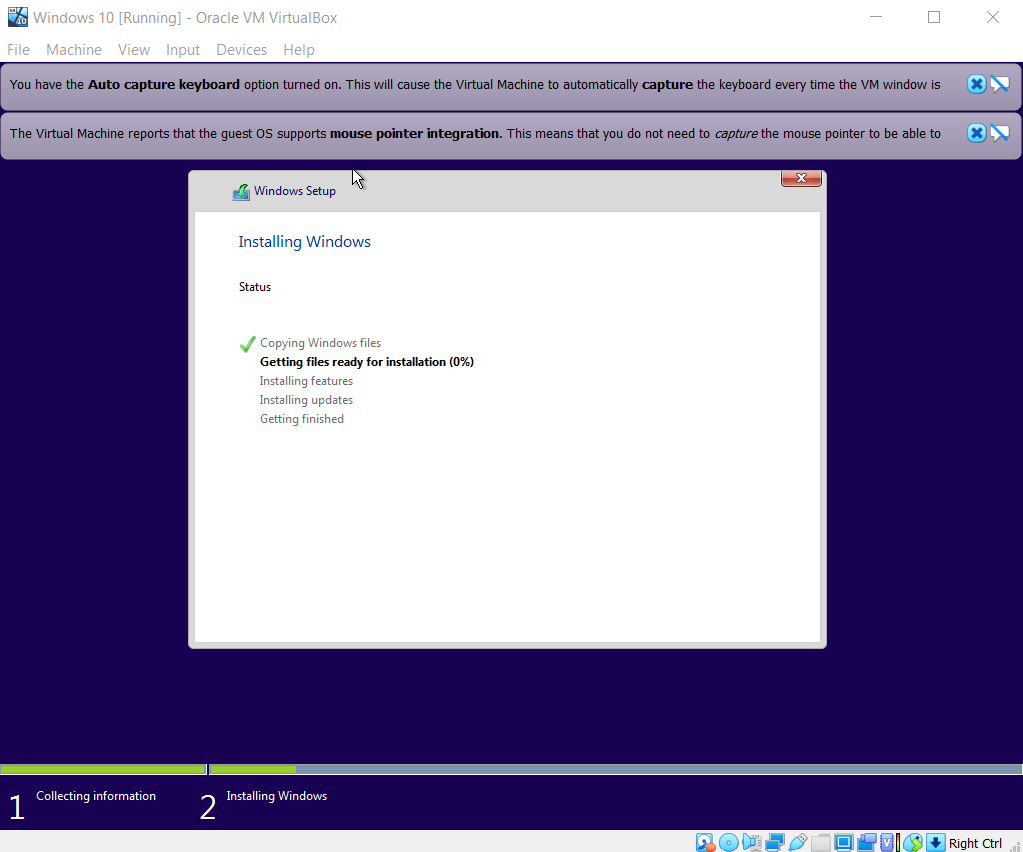 Windows 10 [Running] - Oracle VM VirtualBox
File Machine View Input Devices Help
You have the Auto capture keyboard option turned on. This will cause the Virtual Machine to automatically capture the keyboard every time the VM window is
The Virtual Machine reports that the guest OS supports mouse pointer integration. This means that you do not need to capture the mouse pointer to be able to
Windows Setup
Installing Windows
Status
Copying Windows files
Getting files ready for installation (0%)
Installing features
Installing updates
Getting finished
1 Collecting information 2 Installing Windows
Right Ctrl